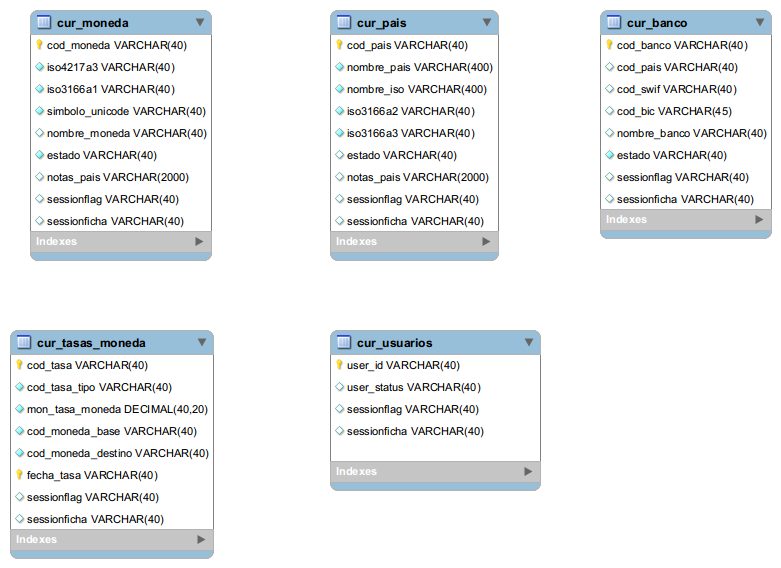 cur_moneda
cod_moneda VARCHAR(40)
iso4217a3 VARCHAR(40)
iso3166a1 VARCHAR(40)
simbolo_unicode VARCHAR(40)
nombre_moneda VARCHAR(40)
estado VARCHAR(40)
notas_pais VARCHAR(2000)
sessionflag VARCHAR(40)
sessionficha VARCHAR(40)
Indexes
cur_pais
cod_pais VARCHAR(40)
nombre_pais VARCHAR(400)
nombre_iso VARCHAR(400)
iso3166a2 VARCHAR(40)
iso3166a3 VARCHAR(40)
estado VARCHAR(40)
notas_pais VARCHAR(2000)
sessionflag VARCHAR(40)
sessionficha VARCHAR(40)
Indexes
cur_banco
cod_banco VARCHAR(40)
cod_pais VARCHAR(40)
cod_swif VARCHAR(40)
cod_bic VARCHAR(45)
nombre_banco VARCHAR(40)
estado VARCHAR(40)
sessionflag VARCHAR(40)
sessionficha VARCHAR(40)
Indexes
cur_tasas_moneda
cod_tasa VARCHAR(40)
cod_tasa_tipo VARCHAR(40)
mon_tasa_moneda DECIMAL(40,20)
cod_moneda_base VARCHAR(40)
cod_moneda_destino VARCHAR(40)
fecha_tasa VARCHAR(40)
sessionflag VARCHAR(40)
sessionficha VARCHAR(40)
Indexes
cur_usuarios
user_id VARCHAR(40)
user_status VARCHAR(40)
sessionflag VARCHAR(40)
sessionficha VARCHAR(40)
Indexes